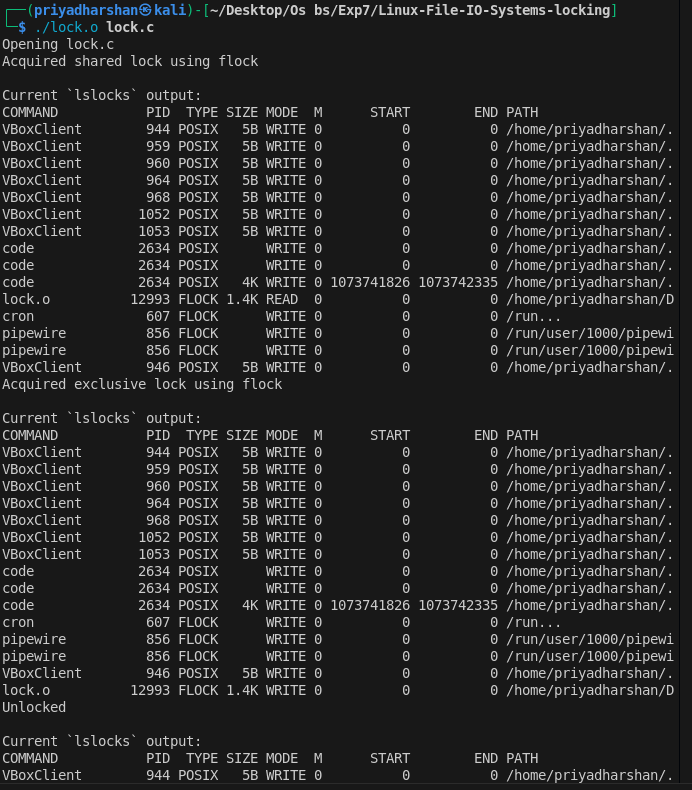 ┌──(priyadharshan㉿kali)-[~/Desktop/Os bs/Exp7/Linux-File-IO-Systems-locking]
└─$ ./lock.o lock.c
Opening lock.c
Acquired shared lock using flock

Current `lslocks` output:
COMMAND           PID  TYPE SIZE MODE  M      START        END PATH
VBoxClient        944 POSIX   5B WRITE 0          0          0 /home/priyadharshan/.
VBoxClient        959 POSIX   5B WRITE 0          0          0 /home/priyadharshan/.
VBoxClient        960 POSIX   5B WRITE 0          0          0 /home/priyadharshan/.
VBoxClient        964 POSIX   5B WRITE 0          0          0 /home/priyadharshan/.
VBoxClient        968 POSIX   5B WRITE 0          0          0 /home/priyadharshan/.
VBoxClient       1052 POSIX   5B WRITE 0          0          0 /home/priyadharshan/.
VBoxClient       1053 POSIX   5B WRITE 0          0          0 /home/priyadharshan/.
code             2634 POSIX      WRITE 0          0          0 /home/priyadharshan/.
code             2634 POSIX      WRITE 0          0          0 /home/priyadharshan/.
code             2634 POSIX   4K WRITE 0 1073741826 1073742335 /home/priyadharshan/.
lock.o          12993 FLOCK 1.4K READ  0          0          0 /home/priyadharshan/D
cron              607 FLOCK      WRITE 0          0          0 /run...
pipewire          856 FLOCK      WRITE 0          0          0 /run/user/1000/pipewi
pipewire          856 FLOCK      WRITE 0          0          0 /run/user/1000/pipewi
VBoxClient        946 POSIX   5B WRITE 0          0          0 /home/priyadharshan/.
Acquired exclusive lock using flock

Current `lslocks` output:
COMMAND           PID  TYPE SIZE MODE  M      START        END PATH
VBoxClient        944 POSIX   5B WRITE 0          0          0 /home/priyadharshan/.
VBoxClient        959 POSIX   5B WRITE 0          0          0 /home/priyadharshan/.
VBoxClient        960 POSIX   5B WRITE 0          0          0 /home/priyadharshan/.
VBoxClient        964 POSIX   5B WRITE 0          0          0 /home/priyadharshan/.
VBoxClient        968 POSIX   5B WRITE 0          0          0 /home/priyadharshan/.
VBoxClient       1052 POSIX   5B WRITE 0          0          0 /home/priyadharshan/.
VBoxClient       1053 POSIX   5B WRITE 0          0          0 /home/priyadharshan/.
code             2634 POSIX      WRITE 0          0          0 /home/priyadharshan/.
code             2634 POSIX      WRITE 0          0          0 /home/priyadharshan/.
code             2634 POSIX   4K WRITE 0 1073741826 1073742335 /home/priyadharshan/.
cron              607 FLOCK      WRITE 0          0          0 /run...
pipewire          856 FLOCK      WRITE 0          0          0 /run/user/1000/pipewi
pipewire          856 FLOCK      WRITE 0          0          0 /run/user/1000/pipewi
VBoxClient        946 POSIX   5B WRITE 0          0          0 /home/priyadharshan/.
lock.o          12993 FLOCK 1.4K WRITE 0          0          0 /home/priyadharshan/D
Unlocked

Current `lslocks` output:
COMMAND           PID  TYPE SIZE MODE  M      START        END PATH
VBoxClient        944 POSIX   5B WRITE 0          0          0 /home/priyadharshan/.